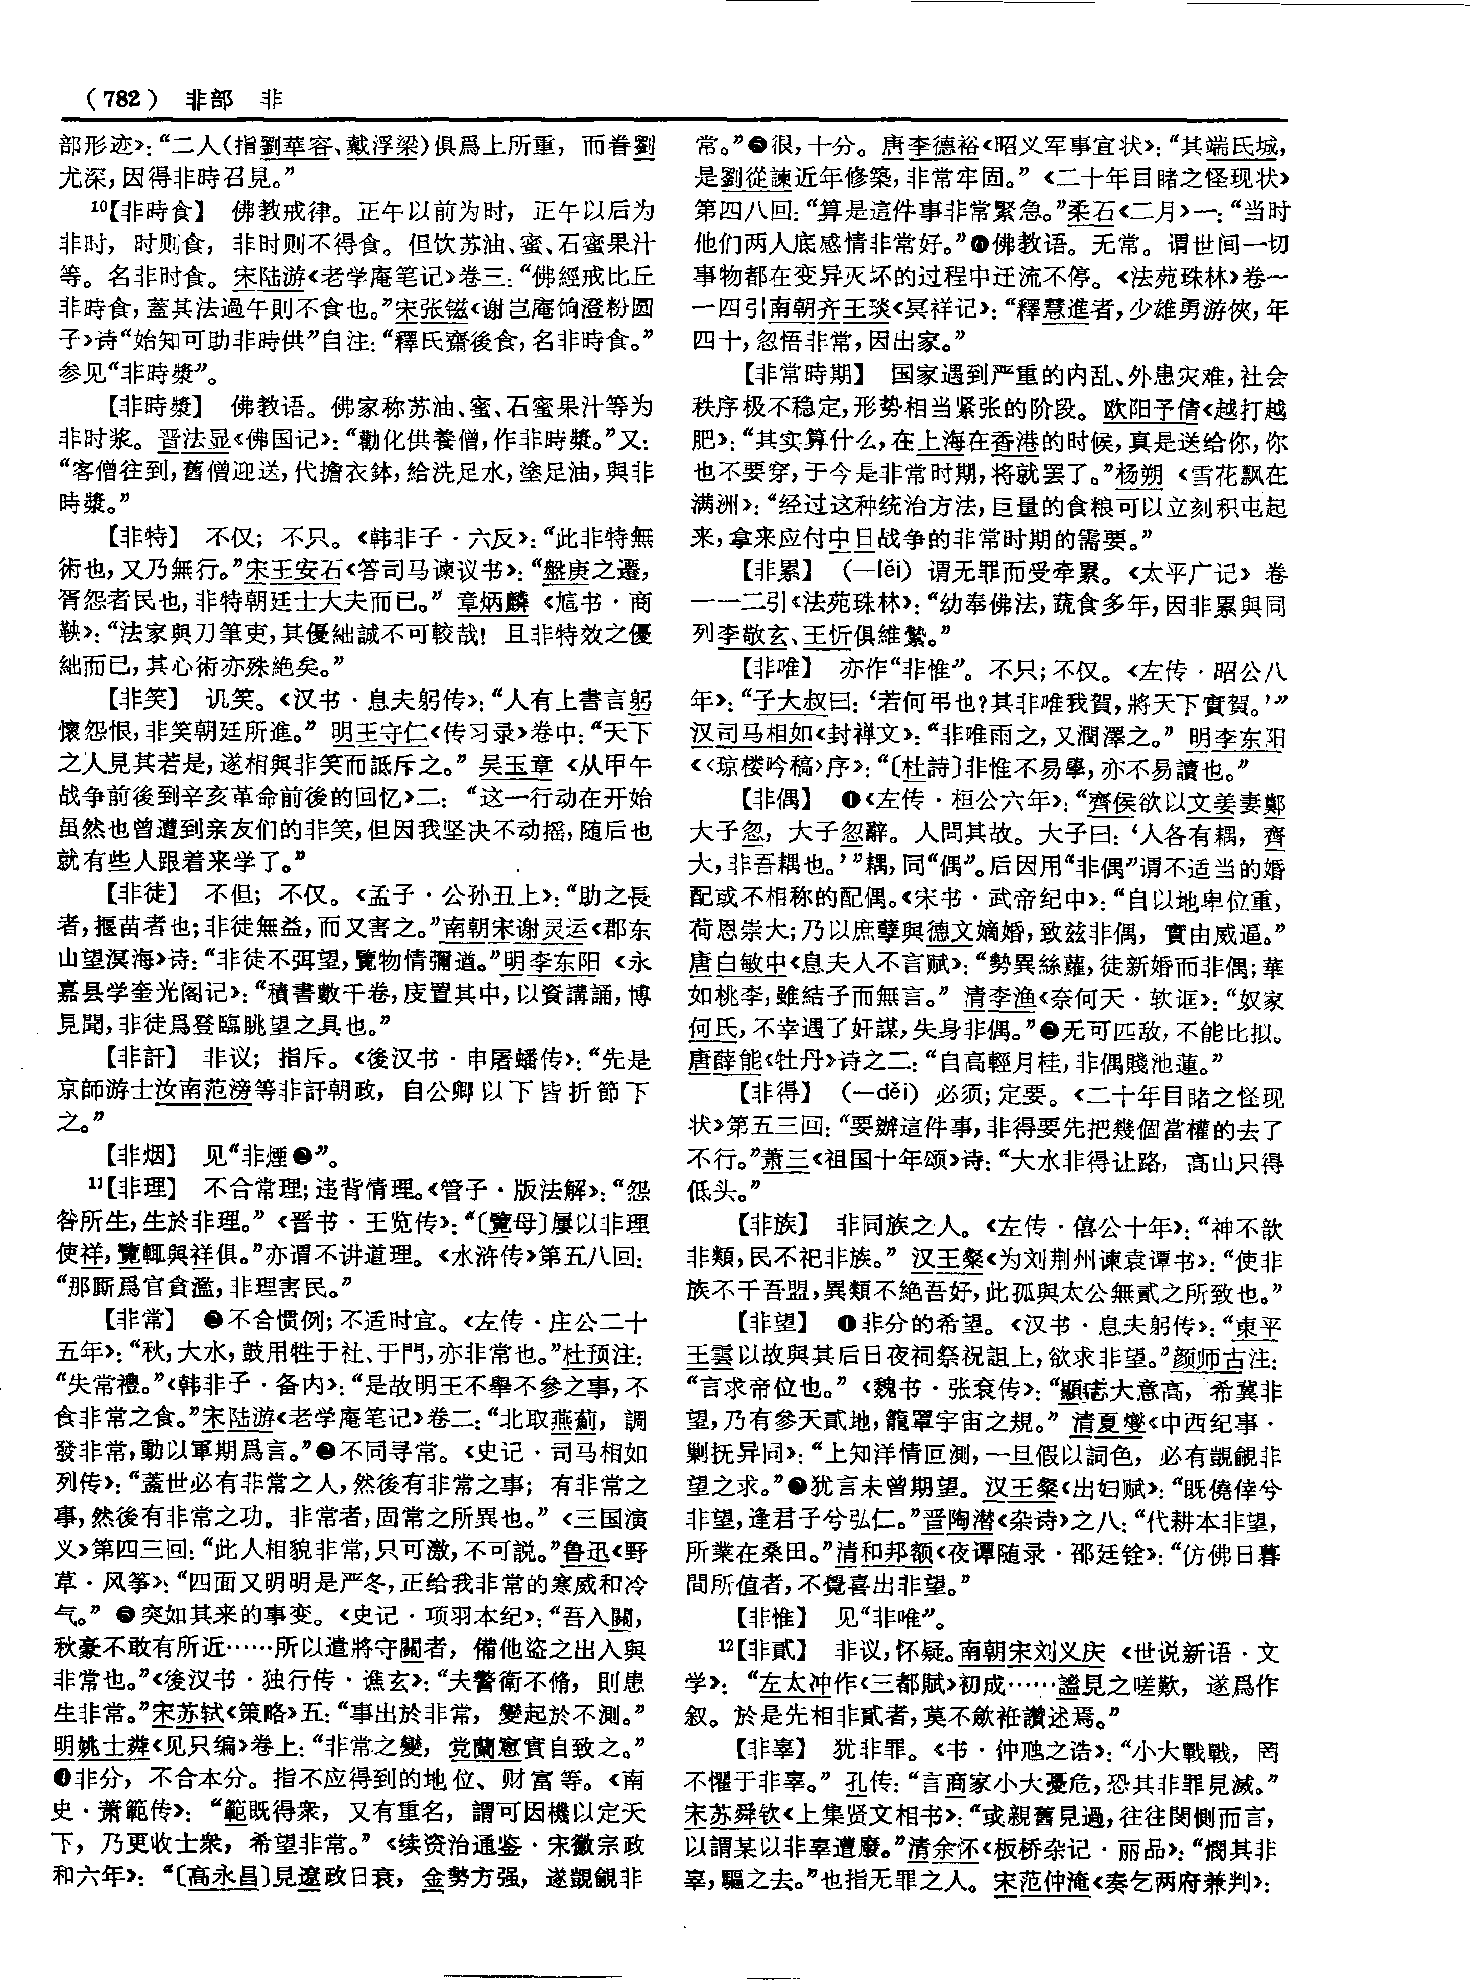 （782） 非部 非
部形迹》：“二人（指劉華容、戴浮梁）俱爲上所重，而眷劉
尤深，因得非時召見。”
10【非時食】 佛教戒律。正午以前为时，正午以后为
非时，时则食，非时则不得食。但饮苏油、蜜、石蜜果汁
等。名非时食。宋陆游《老学庵笔记》卷三：“佛經戒比丘
非時食，蓋其法過午則不食也。”宋张镃《谢岂庵饷澄粉圆
子》诗“始知可助非時供”自注：“釋氏齋後食，名非時食。”
参见“非時漿”。
【非時漿】 佛教语。佛家称苏油、蜜、石蜜果汁等为
非时浆。晋法显《佛国记》：“勸化供養僧，作非時漿。”又：
“客僧往到，舊僧迎送，代擔衣鉢，給洗足水，塗足油，與非
時漿。”
【非特】 不仅；不只。《韩非子·六反》：“此非特無
術也，又乃無行。”宋王安石《答司马谏议书》：“盤庚之遷，
胥怨者民也，非特朝廷士大夫而已。”章炳麟《訄书·商
鞅》：“法家與刀筆吏，其優絀誠不可較哉！且非特效之優
絀而已，其心術亦殊絶矣。”
【非笑】 讥笑。《汉书·息夫躬传》：“人有上書言躬
懷怨恨，非笑朝廷所進。”明王守仁《传习录》卷中：“天下
之人見其若是，遂相與非笑而詆斥之。”吴玉章《从甲午
战争前後到辛亥革命前後的回忆》二：“这一行动在开始
虽然也曾遭到亲友们的非笑，但因我坚决不动摇，随后也
就有些人跟着来学了。”
【非徒】 不但；不仅。《孟子·公孙丑上》：“助之長
者，揠苗者也；非徒無益，而又害之。”南朝宋谢灵运《郡东
山望溟海》诗：“非徒不弭望，覽物情彌遒。”明李东阳《永
嘉县学奎光阁记》：“積書數千卷，庋置其中，以資講誦，博
見聞，非徒爲登臨眺望之具也。”
【非訐】 非议；指斥。《後汉书·申屠蟠传》：“先是
京師游士汝南范滂等非訐朝政，自公卿以下皆折節下
之。”
【非烟】 见“非煙❷”。
11【非理】 不合常理；违背情理。《管子·版法解》：“怨
咎所生，生於非理。”《晋书·王览传》：“〔覽母〕屢以非理
使祥，覽輒與祥俱。”亦谓不讲道理。《水浒传》第五八回：
“那厮爲官貪濫，非理害民。”
【非常】 ❶不合惯例；不适时宜。《左传·庄公二十
五年》：“秋，大水，鼓用牲于社、于門，亦非常也。”杜预注：
“失常禮。”《韩非子·备内》：“是故明王不舉不參之事，不
食非常之食。”宋陆游《老学庵笔记》卷二：“北取燕薊，調
發非常，動以軍期爲言。”❷不同寻常。《史记·司马相如
列传》：“蓋世必有非常之人，然後有非常之事；有非常之
事，然後有非常之功。非常者，固常之所異也。”《三国演
义》第四三回：“此人相貌非常，只可激，不可説。”鲁迅《野
草·风筝》：“四面又明明是严冬，正给我非常的寒威和冷
气。”❸突如其来的事变。《史记·项羽本纪》：“吾入關，
秋豪不敢有所近……所以遣將守關者，備他盜之出入與
非常也。”《後汉书·独行传·谯玄》：“夫警衛不脩，則患
生非常。”宋苏轼《策略》五：“事出於非常，變起於不測。”
明姚士粦《见只编》卷上：“非常之變，党蘭窓實自致之。”
❹非分，不合本分。指不应得到的地位、财富等。《南
史·萧範传》：“範既得衆，又有重名，謂可因機以定天
下，乃更收士衆，希望非常。”《续资治通鉴·宋徽宗政
和六年》：“〔高永昌〕見遼政日衰，金勢方强，遂覬覦非
常。”❺很，十分。唐李德裕《昭义军事宜状》：“其端氏城，
是劉從諫近年修築，非常牢固。”《二十年目睹之怪现状》
第四八回：“算是這件事非常緊急。”柔石《二月》一：“当时
他们两人底感情非常好。”❻佛教语。无常。谓世间一切
事物都在变异灭坏的过程中迁流不停。《法苑珠林》卷一
一四引南朝齐王琰《冥祥记》：“釋慧進者，少雄勇游俠，年
四十，忽悟非常，因出家。”
【非常時期】 国家遇到严重的内乱、外患灾难，社会
秩序极不稳定，形势相当紧张的阶段。欧阳予倩《越打越
肥》：“其实算什么，在上海在香港的时候，真是送给你，你
也不要穿，于今是非常时期，将就罢了。”杨朔《雪花飘在
满洲》：“经过这种统治方法，巨量的食粮可以立刻积屯起
来，拿来应付中日战争的非常时期的需要。”
【非累】 （—lěi）谓无罪而受牵累。《太平广记》卷
一一二引《法苑珠林》：“幼奉佛法，蔬食多年，因非累與同
列李敬玄、王忻俱維縶。”
【非唯】 亦作“非惟”。不只；不仅。《左传·昭公八
年》：“子大叔曰：‘若何弔也？其非唯我賀，將天下實賀。’”
汉司马相如《封禅文》：“非唯雨之，又潤澤之。”明李东阳
《〈琼楼吟稿〉序》：“〔杜詩〕非惟不易學，亦不易讀也。”
【非偶】 ❶《左传·桓公六年》：“齊侯欲以文姜妻鄭
大子忽，大子忽辭。人問其故。大子曰：‘人各有耦，齊
大，非吾耦也。’”耦，同“偶”。后因用“非偶”谓不适当的婚
配或不相称的配偶。《宋书·武帝纪中》：“自以地卑位重，
荷恩崇大；乃以庶孽與德文嫡婚，致兹非偶，實由威逼。”
唐白敏中《息夫人不言赋》：“勢異絲蘿，徒新婚而非偶；華
如桃李，雖結子而無言。”清李渔《奈何天·软诓》：“奴家
何氏，不幸遇了奸謀，失身非偶。”❷无可匹敌，不能比拟。
唐薛能《牡丹》诗之二：“自高輕月桂，非偶賤池蓮。”
【非得】 （—děi）必须；定要。《二十年目睹之怪现
状》第五三回：“要辦這件事，非得要先把幾個當權的去了
不行。”萧三《祖国十年颂》诗：“大水非得让路，高山只得
低头。”
【非族】 非同族之人。《左传·僖公十年》：“神不歆
非類，民不祀非族。”汉王粲《为刘荆州谏袁谭书》：“使非
族不干吾盟，異類不絶吾好，此孤與太公無貳之所致也。”
【非望】 ❶非分的希望。《汉书·息夫躬传》：“東平
王雲以故與其后日夜祠祭祝詛上，欲求非望。”颜师古注：
“言求帝位也。”《魏书·张衮传》：“顯志大意高，希冀非
望，乃有參天貳地，籠罩宇宙之規。”清夏燮《中西纪事·
剿抚异同》：“上知洋情叵測，一旦假以詞色，必有覬覦非
望之求。”❷犹言未曾期望。汉王粲《出妇赋》：“既僥倖兮
非望，逢君子兮弘仁。”晋陶潜《杂诗》之八：“代耕本非望，
所業在桑田。”清和邦额《夜谭随录·邵廷铨》：“仿佛日暮
間所值者，不覺喜出非望。”
【非惟】 见“非唯”。
12【非貳】 非议，怀疑。南朝宋刘义庆《世说新语·文
学》：“左太冲作《三都賦》初成……謐見之嗟歎，遂爲作
叙。於是先相非貳者，莫不斂衽讚述焉。”
【非辜】 犹非罪。《书·仲虺之诰》：“小大戰戰，罔
不懼于非辜。”孔传：“言商家小大憂危，恐其非罪見滅。”
宋苏舜钦《上集贤文相书》：“或親舊見過，往往閔惻而言，
以謂某以非辜遭廢。”清余怀《板桥杂记·丽品》：“憫其非
辜，驅之去。”也指无罪之人。宋范仲淹《奏乞两府兼判》：